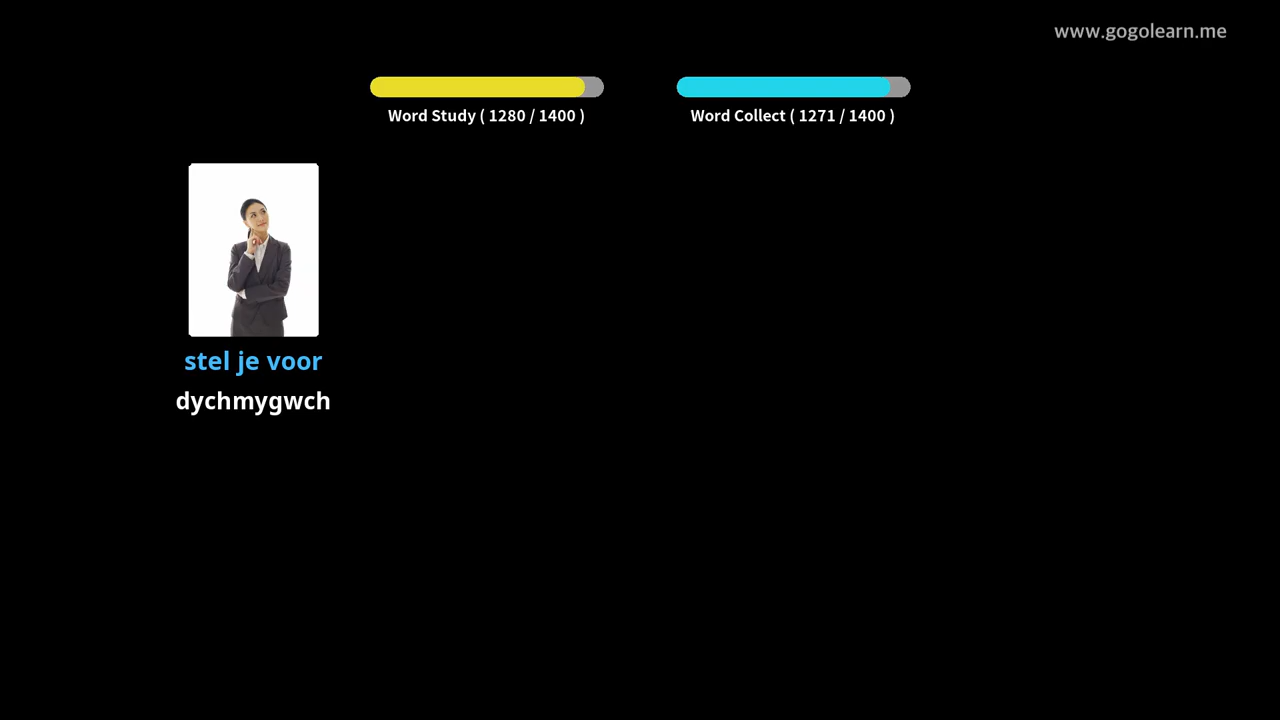 www.gogolearn.me
Word Study ( 1280 / 1400 )
Word Collect ( 1271 / 1400 )
stel je voor
dychmygwch